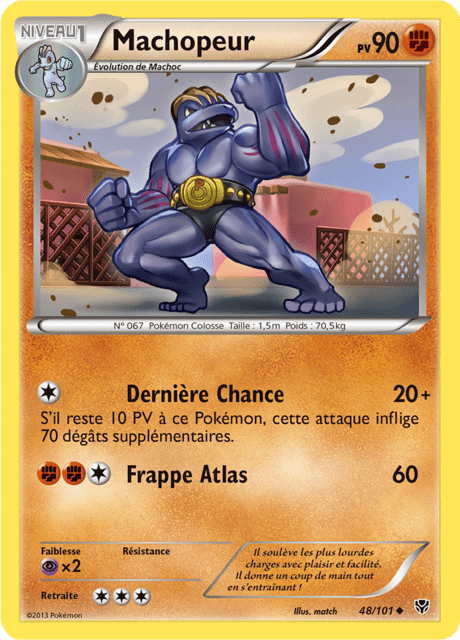 NIVEAU 1
Machopeur
PV 90
Évolution de Machoc
N° 067 Pokémon Colosse Taille : 1,5m Poids : 70,5kg
Dernière Chance 20+
S'il reste 10 PV à ce Pokémon, cette attaque inflige
70 dégâts supplémentaires.
Frappe Atlas 60
Faiblesse
Résistance
×2
Retraite
Il soulève les plus lourdes
charges avec plaisir et facilité.
Il donne un coup de main tout
en s'entraînant !
©2013 Pokémon
Illus. match
48/101